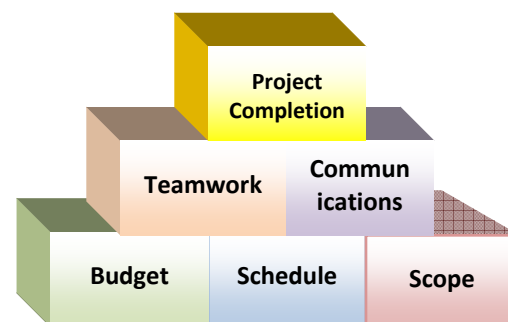 Project
Completion
Teamwork
Commun
ications
Budget
Schedule
Scope